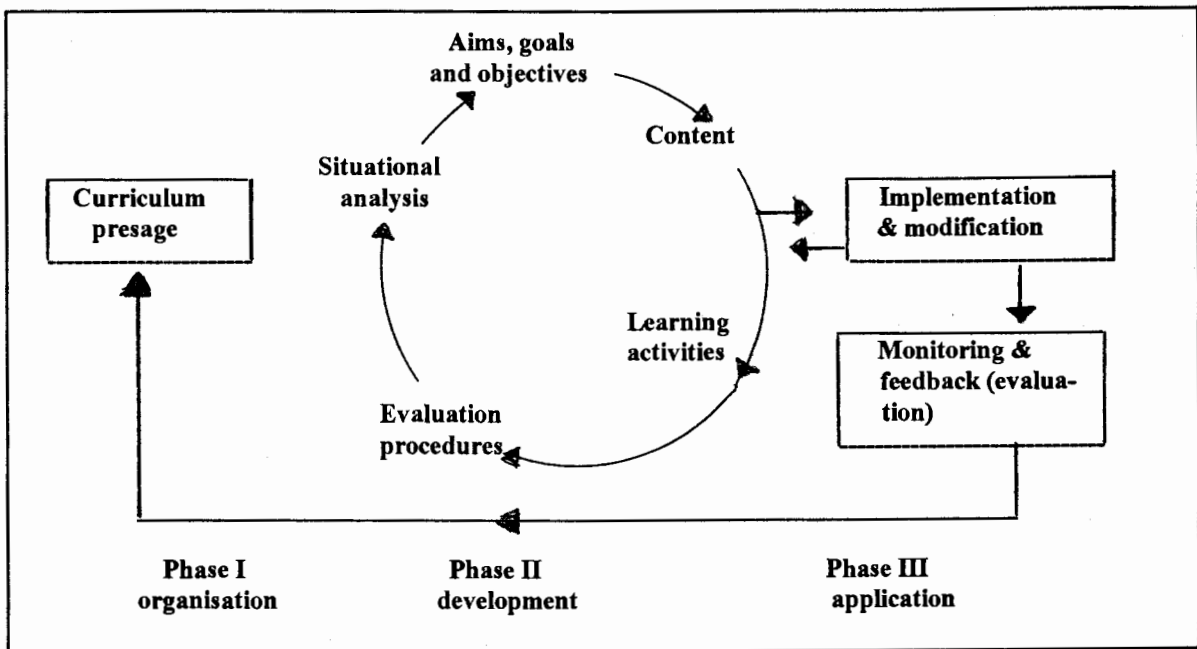 Aims, goals
and objectives
Content
Situational
analysis
Curriculum
presage
Implementation
& modification
Learning
activities
Monitoring &
feedback (evalua-
tion)
Evaluation
procedures
Phase I
organisation
Phase II
development
Phase III
application